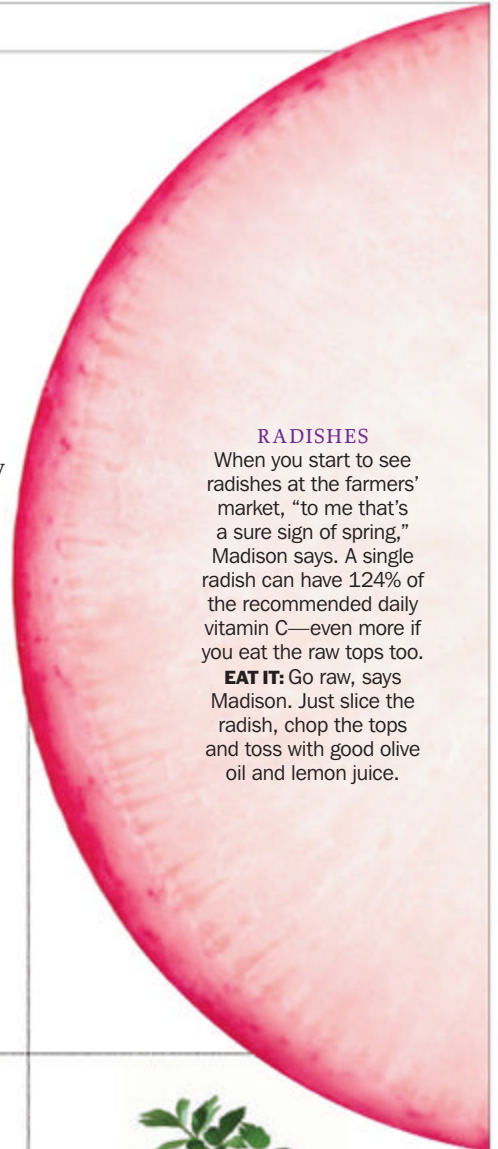 RADISHES
When you start to see
radishes at the farmers’
market, “to me that’s
a sure sign of spring,”
Madison says. A single
radish can have 124% of
the recommended daily
vitamin C—even more if
you eat the raw tops too.
EAT IT: Go raw, says
Madison. Just slice the
radish, chop the tops
and toss with good olive
oil and lemon juice.